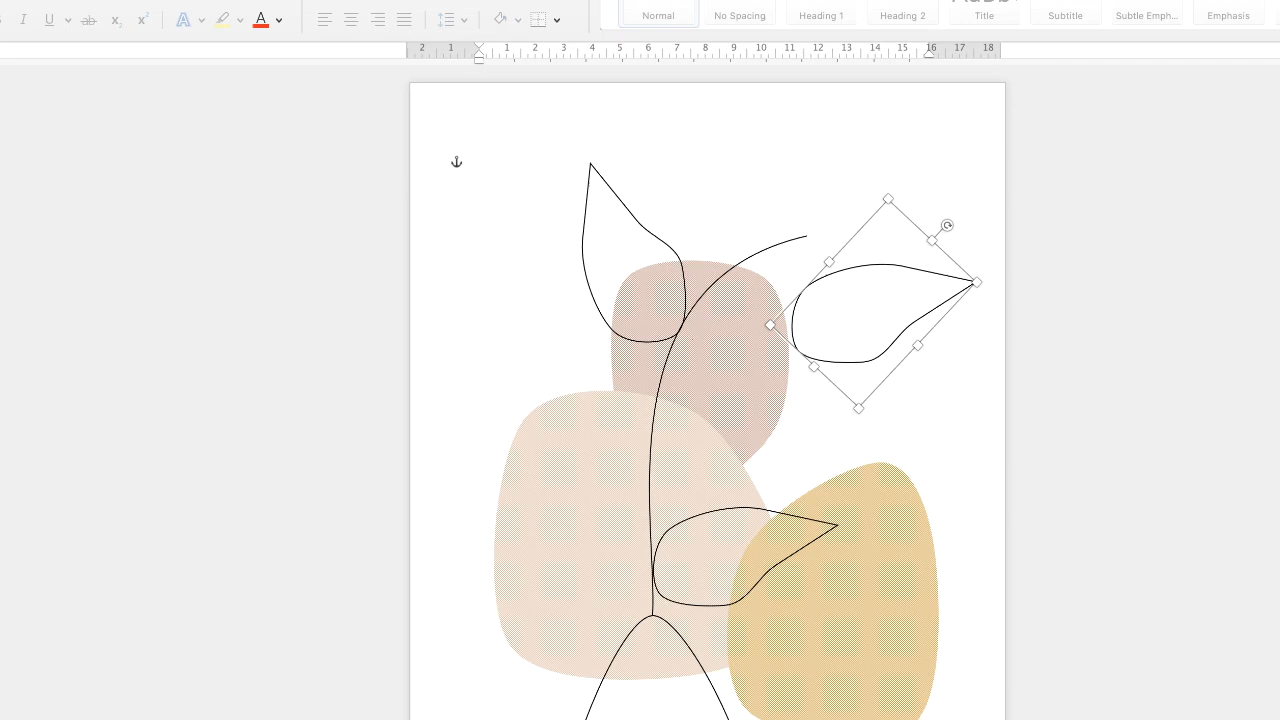 I U ab x x A A
Normal No Spacing Heading 1 Heading 2 Title Subtitle Subtle Emph... Emphasis
2 1 1 2 3 4 5 6 7 8 9 10 11 12 13 14 15 16 17 18